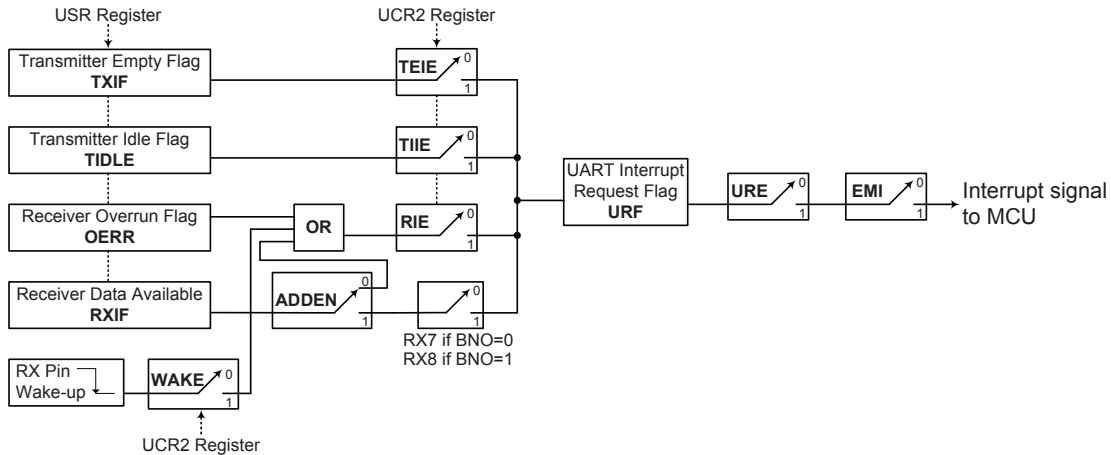 USR Register
UCR2 Register
Transmitter Empty Flag
TXIF
TEIE
0
1
Transmitter Idle Flag
TIDLE
TIIE
0
1
UART Interrupt
Request Flag
URF
URE
0
1
EMI
0
1
Interrupt signal
to MCU
Receiver Overrun Flag
OERR
OR
RIE
0
1
Receiver Data Available
RXIF
ADDEN
0
1
0
1
RX7 if BNO=0
RX8 if BNO=1
RX Pin
Wake-up
WAKE
0
1
UCR2 Register